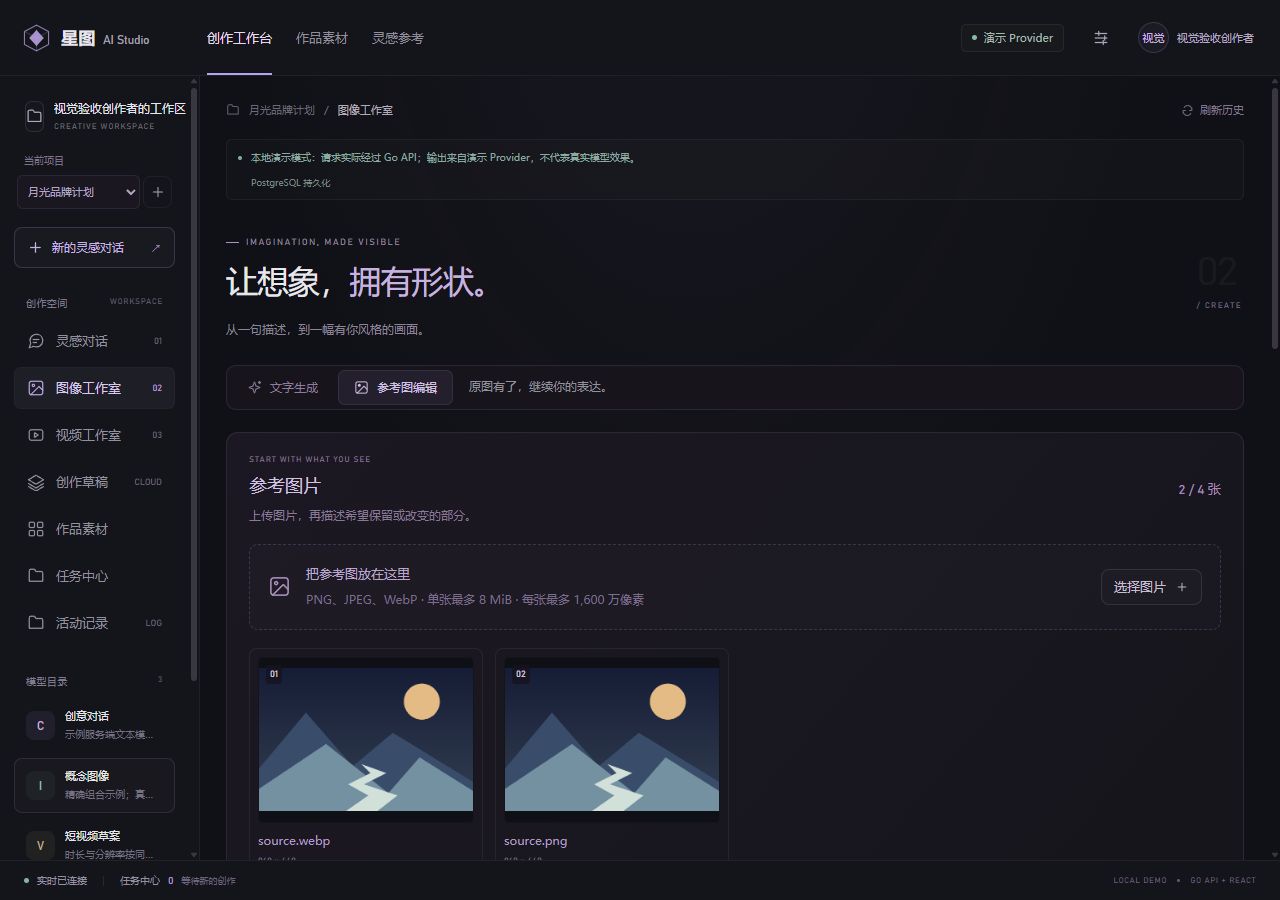 星图 AI Studio
创作工作台 作品素材 灵感参考
演示 Provider
视觉 视觉验收创作者
视觉验收创作者的工作区
CREATIVE WORKSPACE
当前项目
月光品牌计划
新的灵感对话
创作空间 WORKSPACE
灵感对话 01
图像工作室 02
视频工作室 03
创作草稿 CLOUD
作品素材
任务中心
活动记录 LOG
模型目录 3
C 创意对话
示例服务端文本模...
I 概念图像
精确组合示例；真...
V 短视频草案
时长与分辨率按同...
月光品牌计划 / 图像工作室
刷新历史
本地演示模式：请求实际经过 Go API；输出来自演示 Provider，不代表真实模型效果。
PostgreSQL 持久化
IMAGINATION, MADE VISIBLE
让想象，拥有形状。
从一句描述，到一幅有你风格的画面。
02
/ CREATE
文字生成 参考图编辑 原图有了，继续你的表达。
START WITH WHAT YOU SEE
参考图片
2 / 4 张
上传图片，再描述希望保留或改变的部分。
把参考图放在这里
PNG、JPEG、WebP · 单张最多 8 MiB · 每张最多 1,600 万像素
选择图片 +
01
source.webp
02
source.png
实时已连接 任务中心 0 等待新的创作
LOCAL DEMO • GO API + REACT